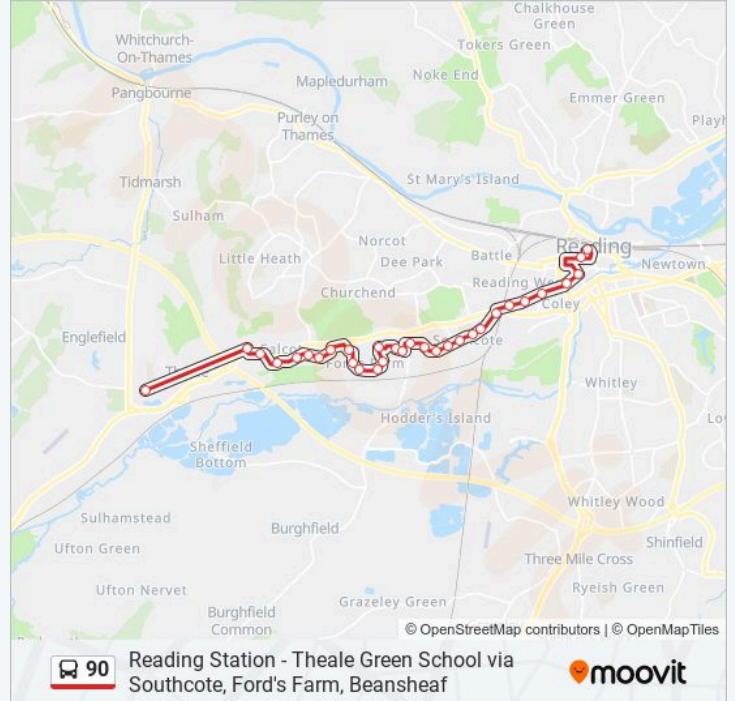 Chalkhouse
Green
Whitchurch-
On-Thames
Tokers Green
Noke End
Mapledurham
Pangbourne
Emmer Green
Purley on
Thames
Tidmarsh
St Mary's Island
Sulham
Norcot
Reading
Little Heath
Dee Park
Battle
Newtown
Reading We
Churchend
Coley
Englefield
Whitley
Hodder's Island
Sheffield
Bottom
Whitley Wood
Sulhamstead
Burghfield
Shinfield
Ufton Green
Three Mile Cross
Ufton Nervet
Ryeish Green
Grazeley Green
Burghfield
Common
© OpenStreetMap contributors | © OpenMapTiles
90
Reading Station - Theale Green School via
Southcote, Ford's Farm, Beansheaf
moovit